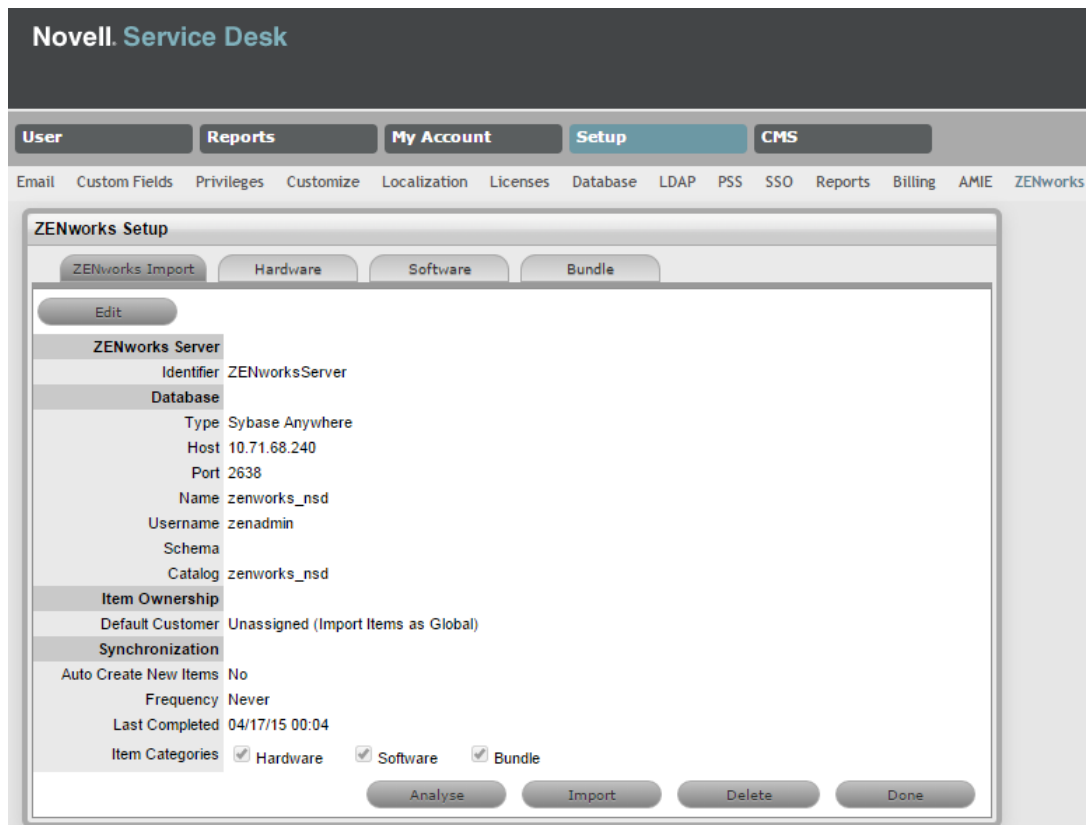 Novell. Service Desk
User Reports My Account Setup CMS
Email Custom Fields Privileges Customize Localization Licenses Database LDAP PSS SSO Reports Billing AMIE ZENworks
ZENworks Setup
ZENworks Import Hardware Software Bundle
Edit
ZENworks Server
Identifier ZENworksServer
Database
Type Sybase Anywhere
Host 10.71.68.240
Port 2638
Name zenworks_nsd
Username zenadmin
Schema
Catalog zenworks_nsd
Item Ownership
Default Customer Unassigned (Import Items as Global)
Synchronization
Auto Create New Items No
Frequency Never
Last Completed 04/17/15 00:04
Item Categories Hardware Software Bundle
Analyse Import Delete Done